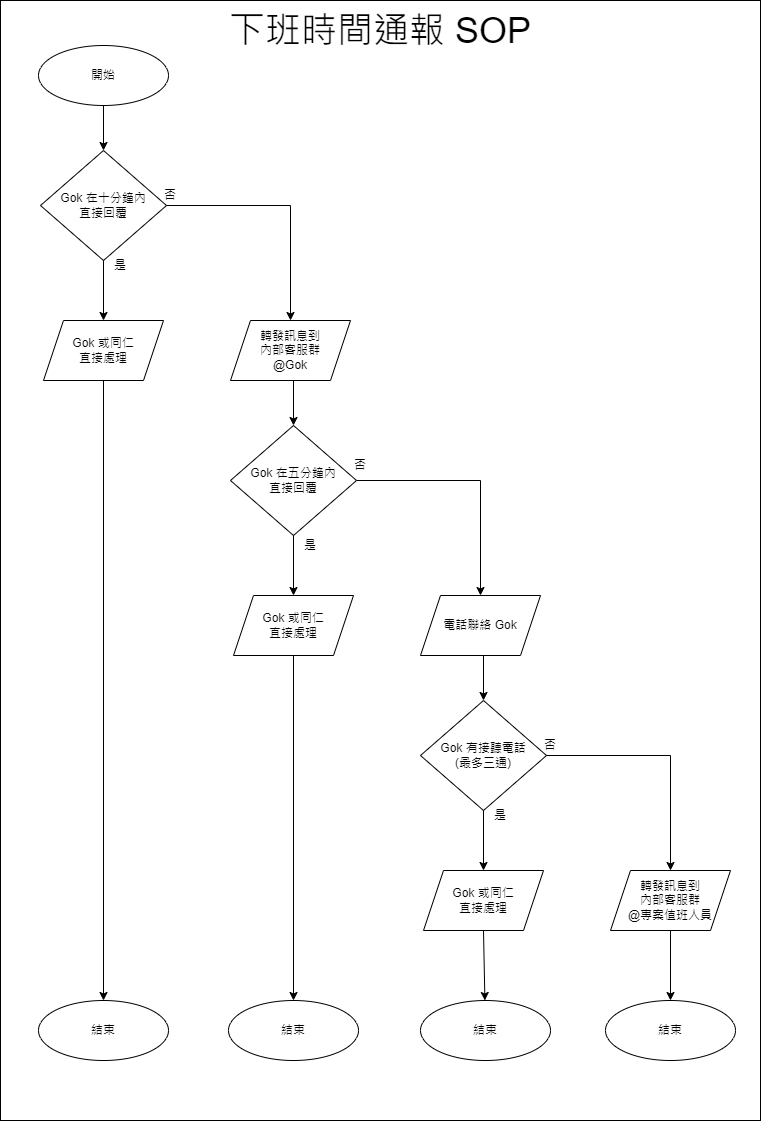 下班時間通報 SOP
開始
Gok 在十分鐘內
直接回覆
否
是
Gok 或同仁
直接處理
轉發訊息到
內部客服群
@Gok
Gok 在五分鐘內
直接回覆
否
是
Gok 或同仁
直接處理
電話聯絡 Gok
Gok 有接聽電話
(最多三通)
否
是
Gok 或同仁
直接處理
轉發訊息到
內部客服群
@專案值班人員
結束
結束
結束
結束